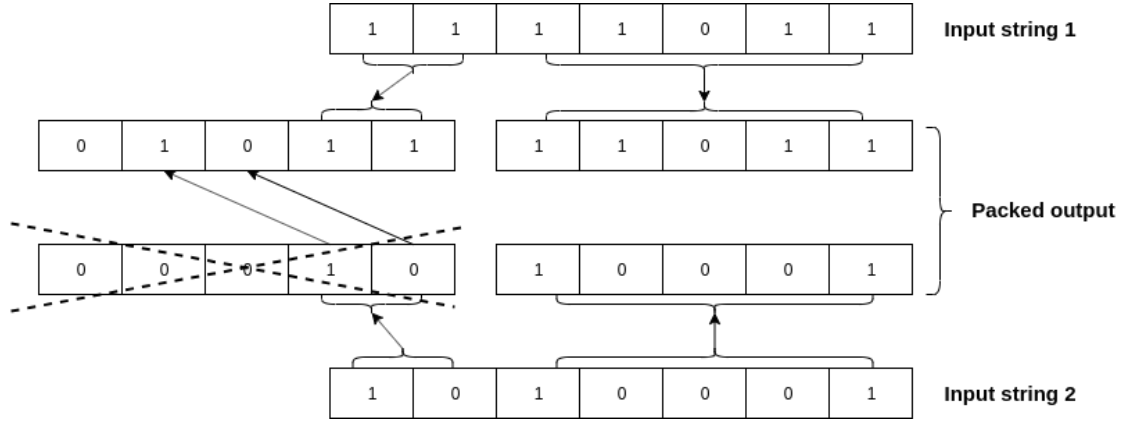 1 1 1 1 0 1 1 Input string 1
0 1 0 1 1 1 1 0 1 1
Packed output
0 0 0 1 0 1 0 0 0 1
1 0 1 0 0 0 1 Input string 2